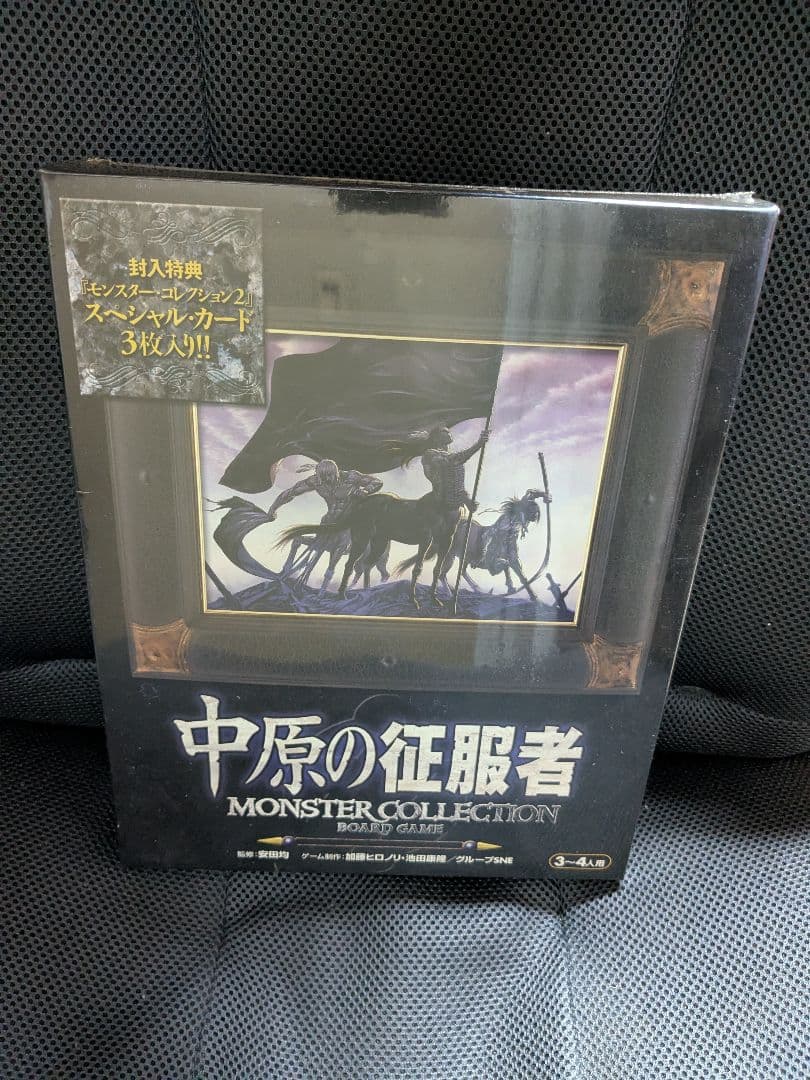 封入特典
『モンスター・コレクション2』
スペシャル・カード
3枚入り!!
中原の征服者
MONSTER COLLECTION
BOARD GAME
監修：安田均 ゲーム制作：加藤ヒロノリ・池田康隆／グループSNE
3〜4人用